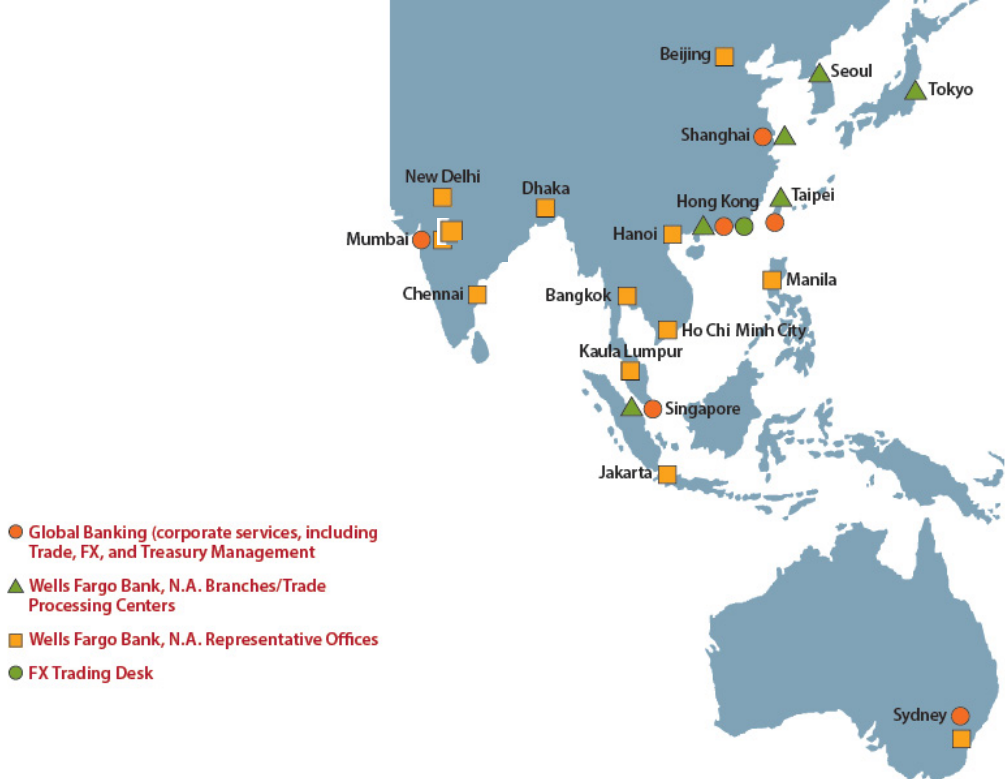 Beijing
Seoul
Tokyo
Shanghai
New Delhi
Dhaka
Hong Kong
Taipei
Mumbai
Hanoi
Chennai
Bangkok
Manila
Ho Chi Minh City
Kaula Lumpur
Singapore
Jakarta
Global Banking (corporate services, including
Trade, FX, and Treasury Management
Wells Fargo Bank, N.A. Branches/Trade
Processing Centers
Wells Fargo Bank, N.A. Representative Offices
FX Trading Desk
Sydney